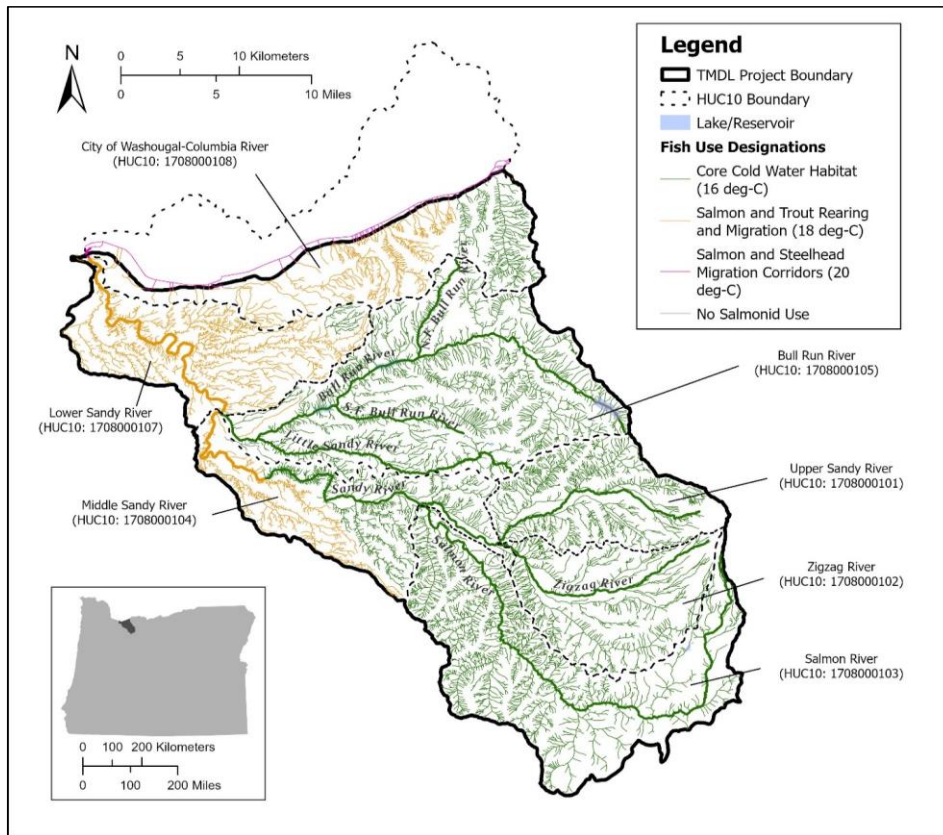 N
0 5 10 Kilometers
0 5 10 Miles
City of Washougal-Columbia River
(HUC10: 1708000108)
Legend
TMDL Project Boundary
HUC10 Boundary
Lake/Reservoir
Fish Use Designations
Core Cold Water Habitat
(16 deg-C)
Salmon and Trout Rearing
and Migration (18 deg-C)
Salmon and Steelhead
Migration Corridors (20
deg-C)
No Salmonid Use
N.F. Bull Run River
Bull Run River
Bull Run River
(HUC10: 1708000105)
S.F. Bull Run River
Lower Sandy River
(HUC10: 1708000107)
Little Sandy River
Upper Sandy River
(HUC10: 1708000101)
Sandy River
Middle Sandy River
(HUC10: 1708000104)
Salmon River
Zigzag River
Zigzag River
(HUC10: 1708000102)
Salmon River
(HUC10: 1708000103)
0 100 200 Kilometers
0 100 200 Miles